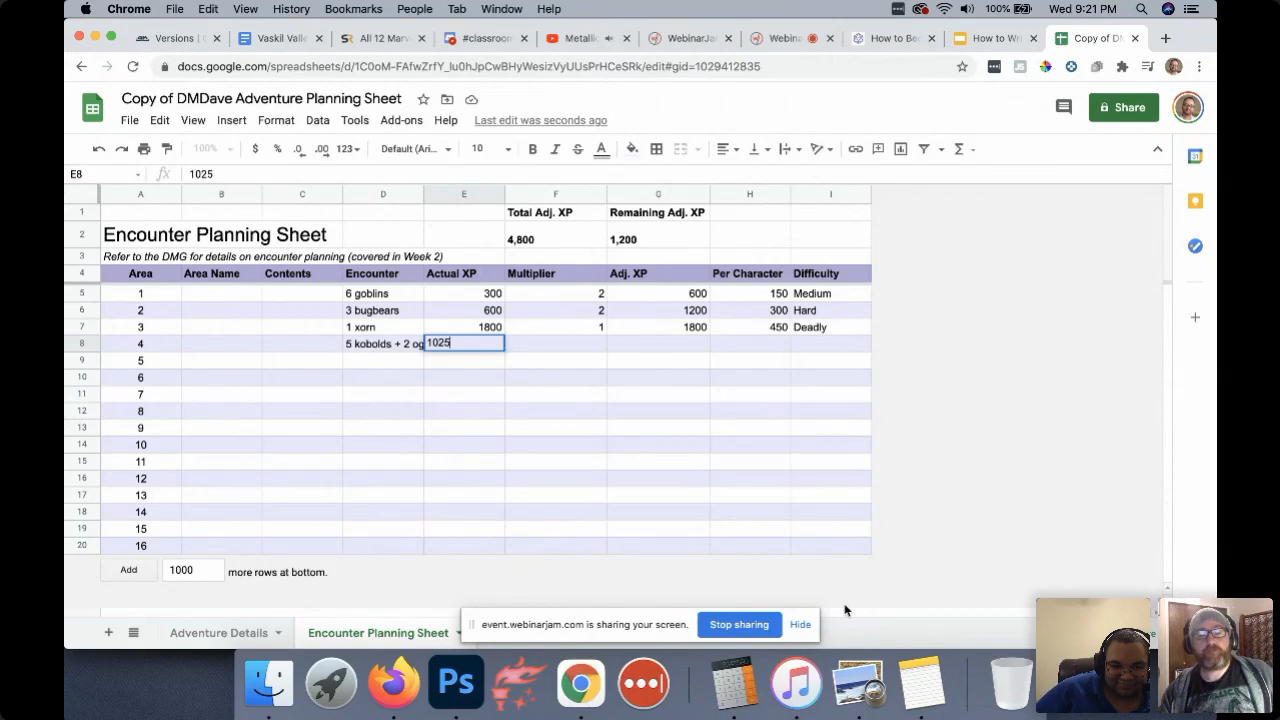 Chrome File Edit View History Bookmarks People Tab Window Help 100% Wed 9:21 PM
Versions | C Vaskil Valle All 12 Marv #classroom Metallic WebinarJa Webina How to Bec How to Wri Copy of DM
docs.google.com/spreadsheets/d/1C0oM-FAfwZrfY_lu0hJpCwBHyWesizVyUUsPrHCeSRk/edit#gid=1029412835
Copy of DMDave Adventure Planning Sheet
Share
File Edit View Insert Format Data Tools Add-ons Help Last edit was seconds ago
100% $ % .0 .00 123 Default (Ari... 10 B I S A
E8 fx 1025
A B C D E F G H I
1 Total Adj. XP Remaining Adj. XP
2 Encounter Planning Sheet 4,800 1,200
3 Refer to the DMG for details on encounter planning (covered in Week 2)
4 Area Area Name Contents Encounter Actual XP Multiplier Adj. XP Per Character Difficulty
5 1 6 goblins 300 2 600 150 Medium
6 2 3 bugbears 600 2 1200 300 Hard
7 3 1 xorn 1800 1 1800 450 Deadly
8 4 5 kobolds + 2 og 1025
9 5
10 6
11 7
12 8
13 9
14 10
15 11
16 12
17 13
18 14
19 15
20 16
Add 1000 more rows at bottom.
event.webinarjam.com is sharing your screen. Stop sharing Hide
Adventure Details Encounter Planning Sheet
Ps